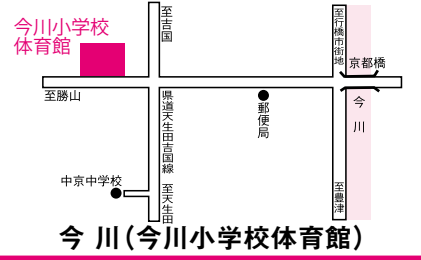 今川小学校
体育館
至吉国
至行橋市街地
京都橋
至勝山
県道天生田吉国線
郵便局
今川
中京中学校
至天生田
至豊津
今 川(今川小学校体育館)